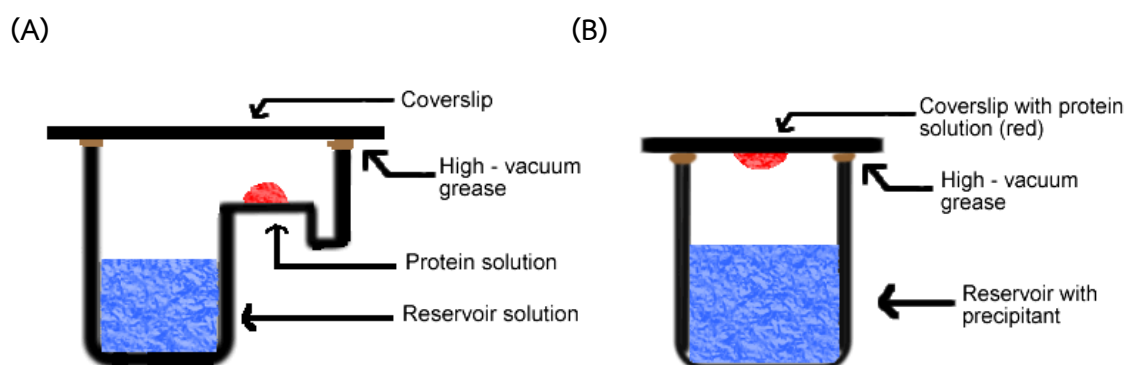 (A)
Coverslip
High - vacuum
grease
Protein solution
Reservoir solution
(B)
Coverslip with protein
solution (red)
High - vacuum
grease
Reservoir with
precipitant